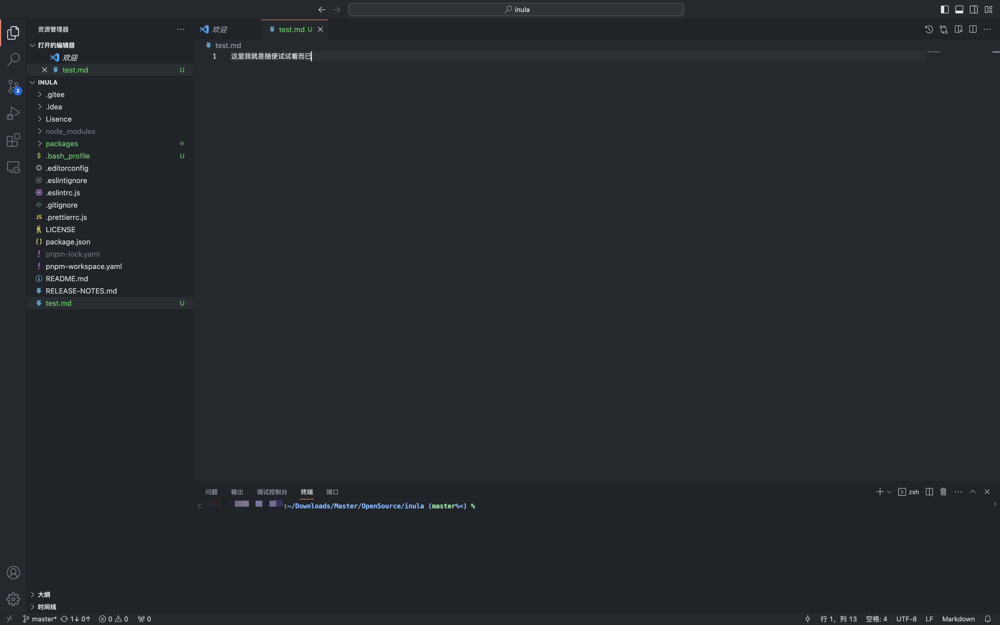 inula
资源管理器
打开的编辑器
欢迎
test.md U
INULA
.gitee
.idea
Lisence
node_modules
packages
$ .bash_profile U
.editorconfig
.eslintignore
.eslintrc.js
.gitignore
JS .prettierrc.js
LICENSE
{} package.json
! pnpm-lock.yaml
! pnpm-workspace.yaml
README.md
RELEASE-NOTES.md
test.md U
大纲
时间线
3
欢迎 test.md U
test.md
1 这里我就是随便试试看而已
问题 输出 调试控制台 终端 端口 zsh
:~/Downloads/Master/OpenSource/inula (master%<) %
master* 1↓ 0↑ 0 0 0 行 1，列 13 空格: 4 UTF-8 LF Markdown